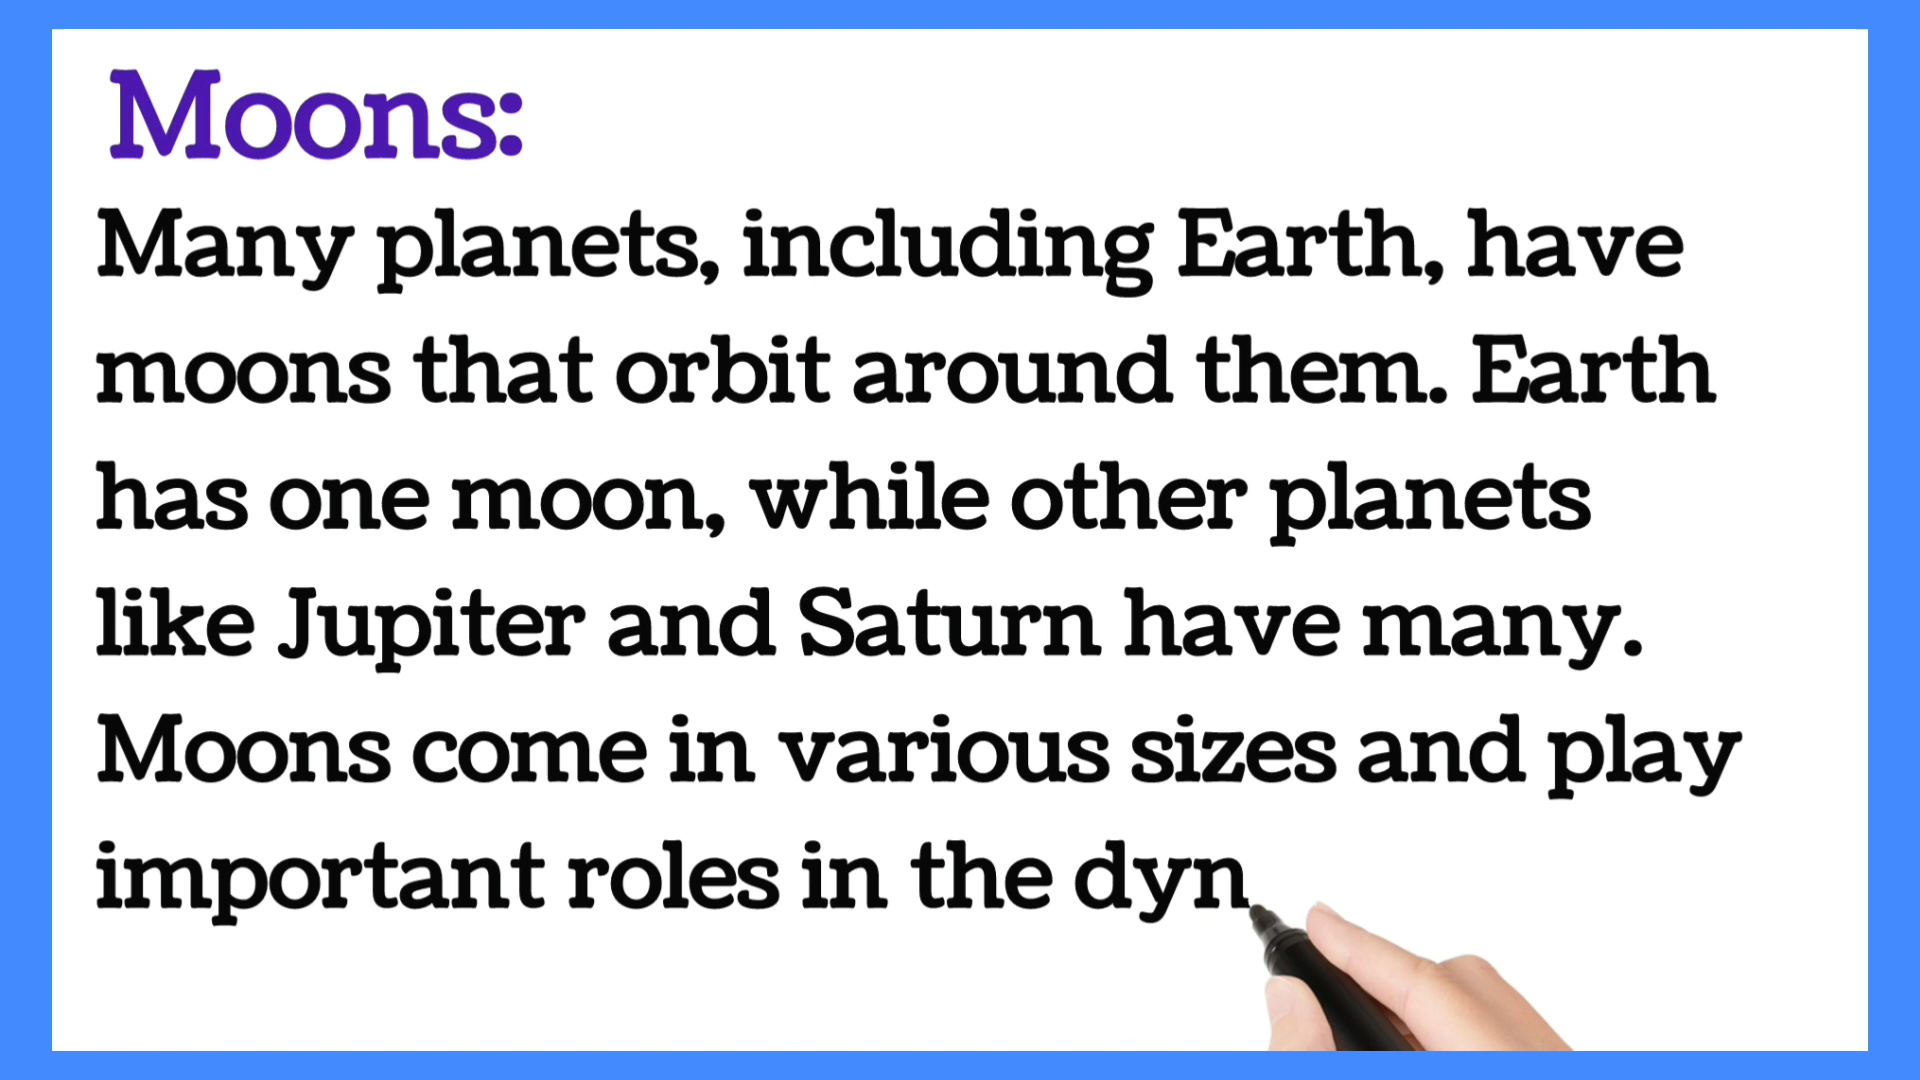 Moons:
Many planets, including Earth, have
moons that orbit around them. Earth
has one moon, while other planets
like Jupiter and Saturn have many.
Moons come in various sizes and play
important roles in the dyn